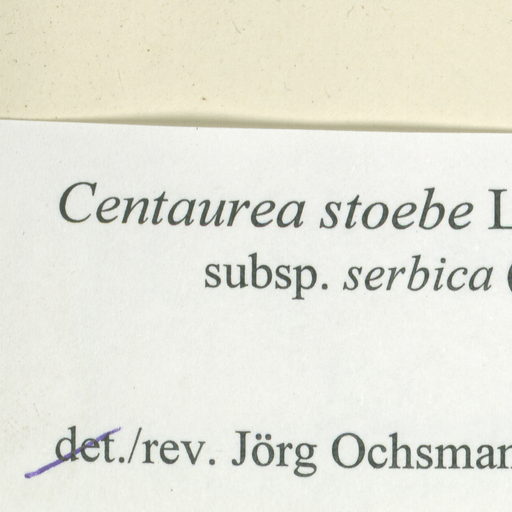 Centaurea stoebe L
subsp. serbica (
det./rev. Jörg Ochsman